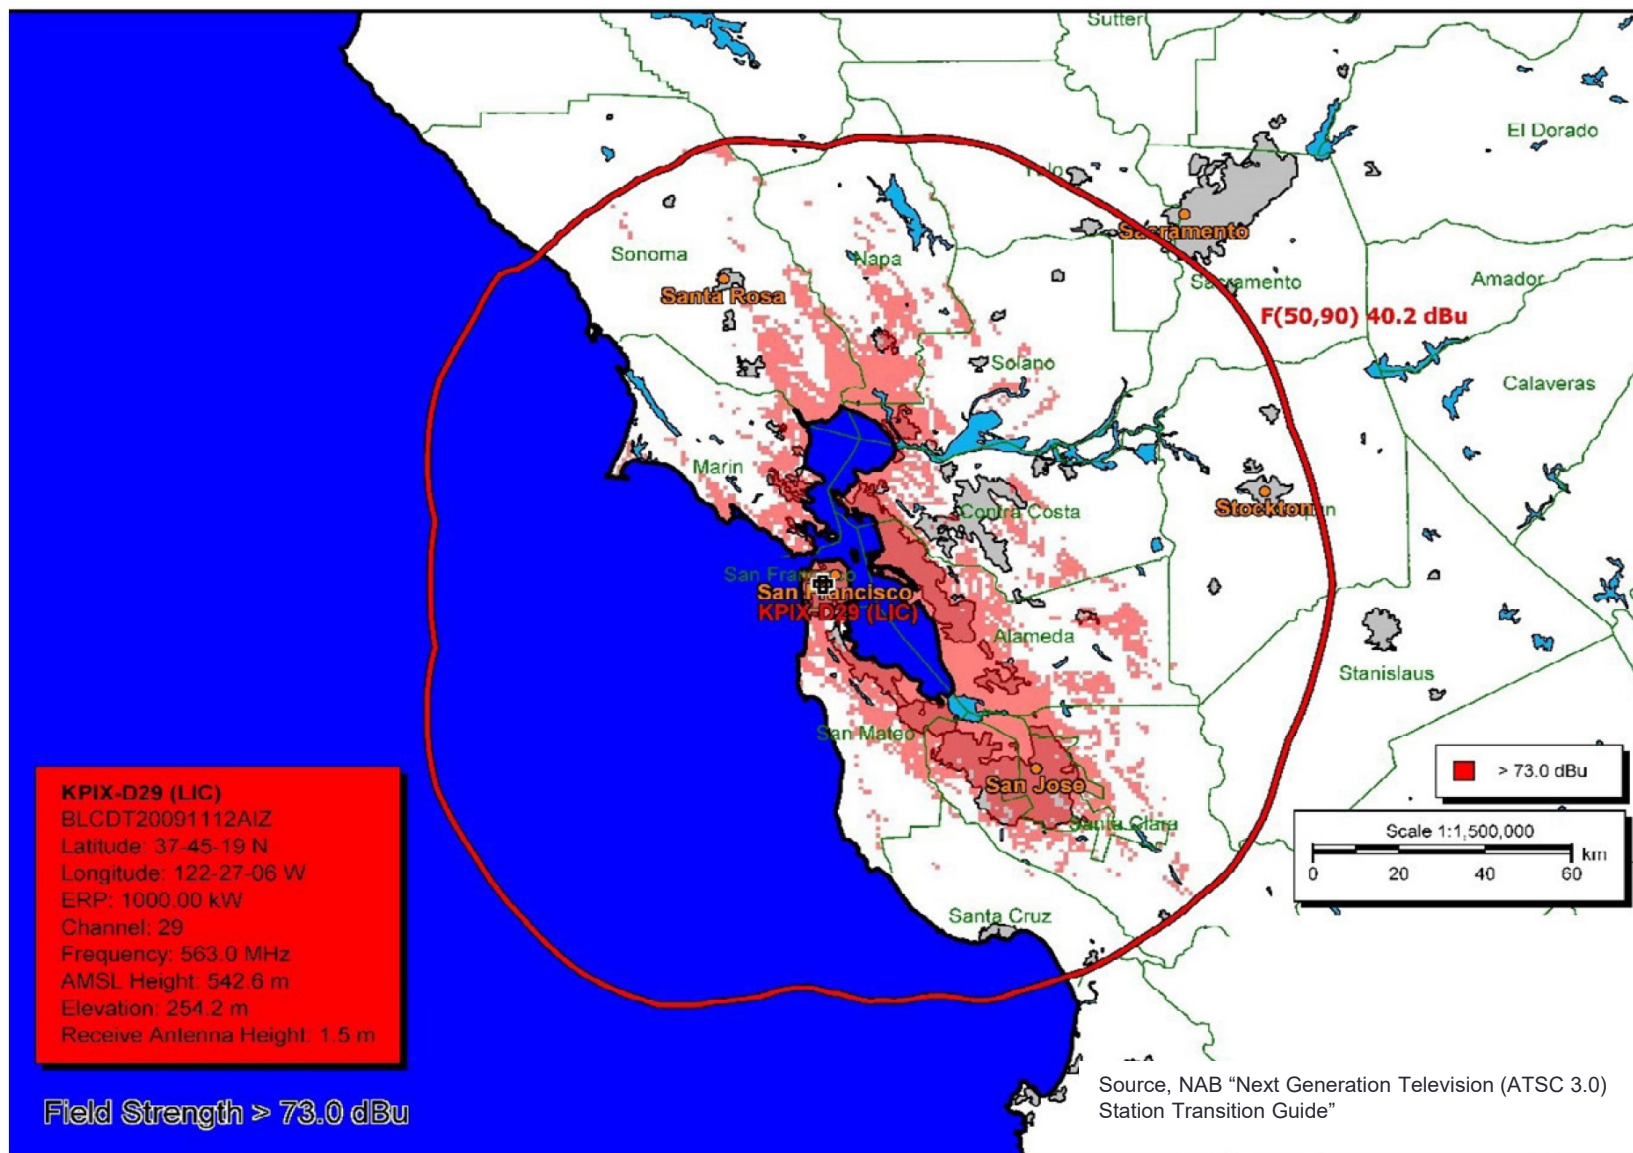 Sutter
El Dorado
Yolo
Sacramento
Sonoma
Napa
Sacramento
Amador
Santa Rosa
F(50,90) 40.2 dBu
Solano
Calaveras
Marin
Stockton
Contra Costa
San Francisco
San Francisco
KPIX-D29 (LIC)
Alameda
Stanislaus
San Mateo
San Jose
Santa Clara
Santa Cruz
> 73.0 dBu
Scale 1:1,500,000
km
0 20 40 60
KPIX-D29 (LIC)
BLCDT20091112AIZ
Latitude: 37-45-19 N
Longitude: 122-27-06 W
ERP: 1000.00 kW
Channel: 29
Frequency: 563.0 MHz
AMSL Height: 542.6 m
Elevation: 254.2 m
Receive Antenna Height: 1.5 m
Field Strength > 73.0 dBu
Source, NAB “Next Generation Television (ATSC 3.0)
Station Transition Guide”